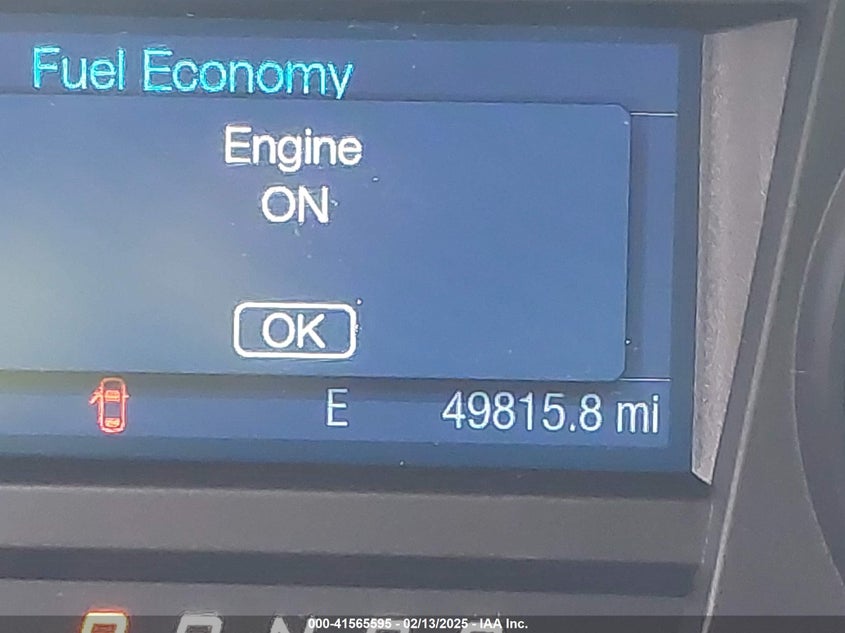 Fuel Economy
Engine
ON
OK
E
49815.8 mi
000-41565595 - 02/13/2025 - IAA Inc.